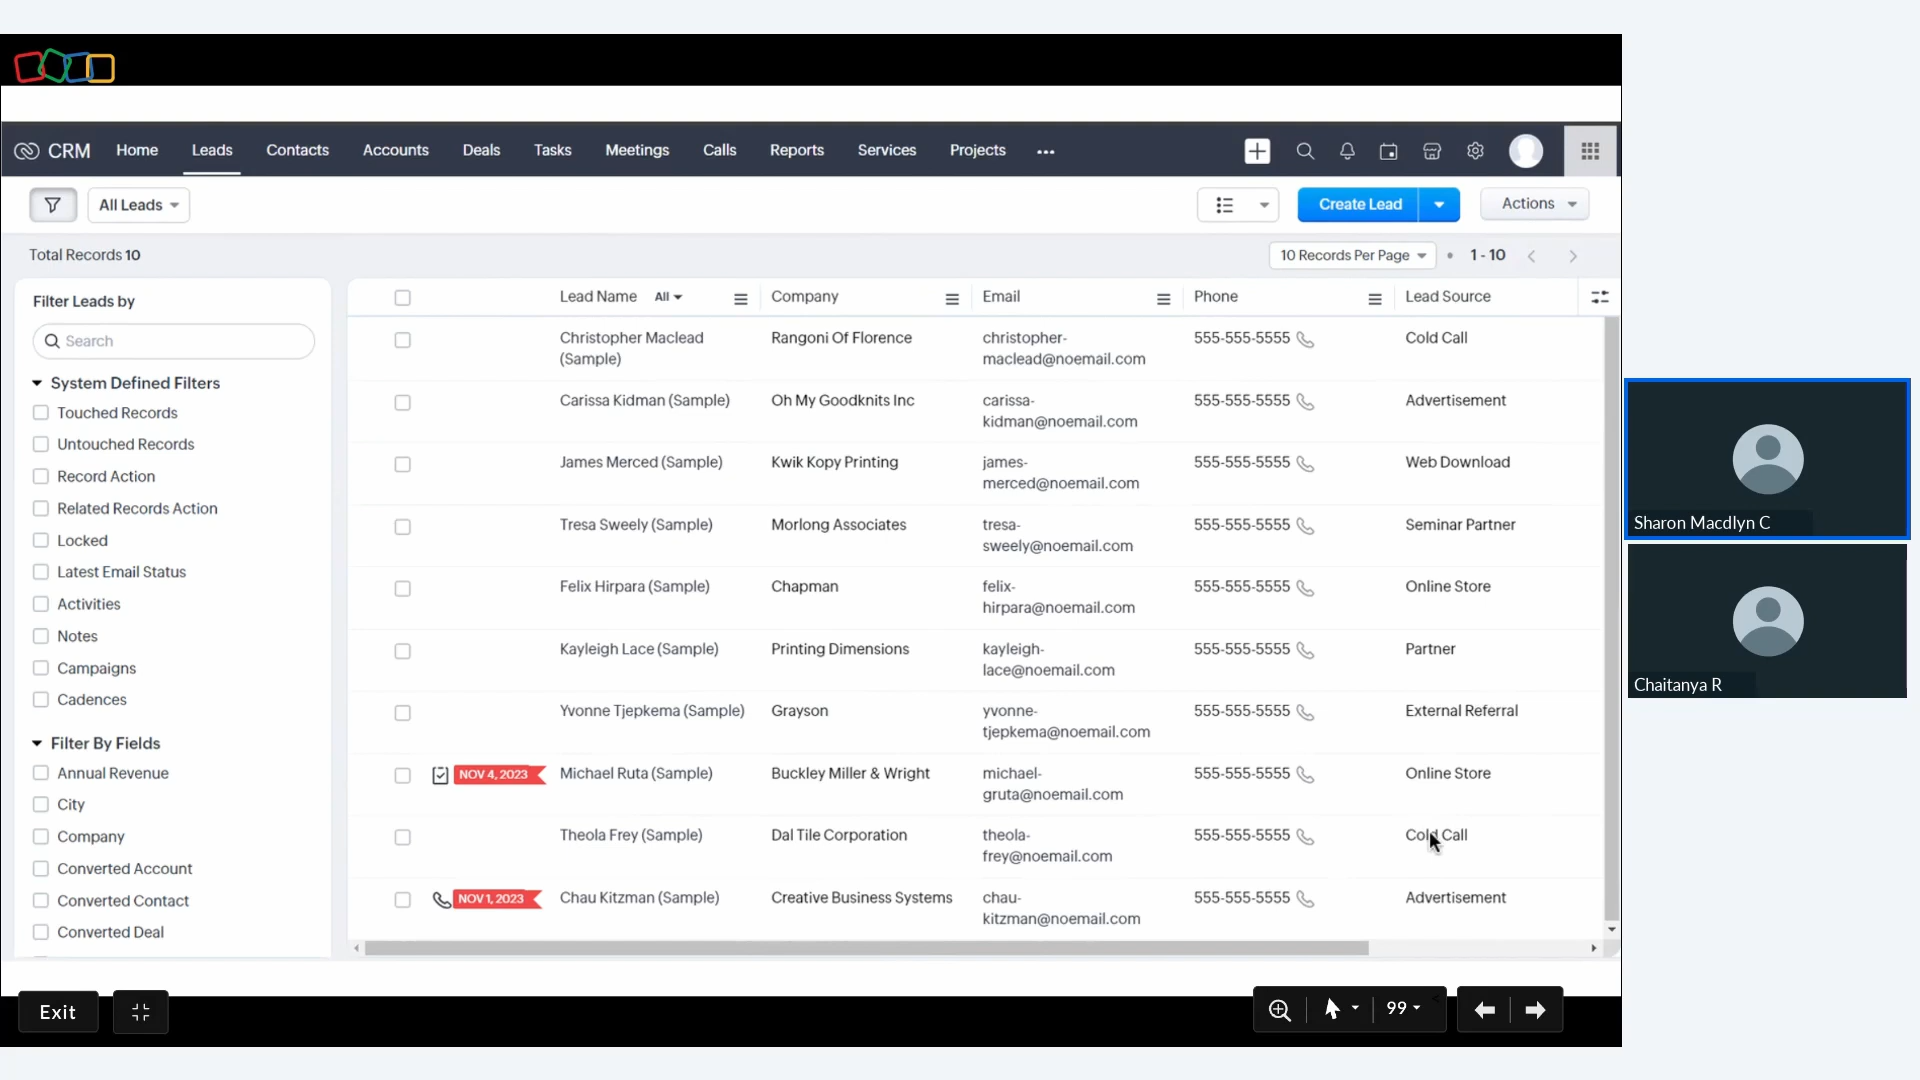 CRM Home Leads Contacts Accounts Deals Tasks Meetings Calls Reports Services Projects ...
All Leads Create Lead Actions
Total Records 10 10 Records Per Page • 1 - 10
Filter Leads by
Search
System Defined Filters
Touched Records
Untouched Records
Record Action
Related Records Action
Locked
Latest Email Status
Activities
Notes
Campaigns
Cadences
Filter By Fields
Annual Revenue
City
Company
Converted Account
Converted Contact
Converted Deal
Lead Name All Company Email Phone Lead Source
Christopher Maclead Rangoni Of Florence christopher- 555-555-5555 Cold Call
(Sample) maclead@noemail.com
Carissa Kidman (Sample) Oh My Goodknits Inc carissa- 555-555-5555 Advertisement
kidman@noemail.com
James Merced (Sample) Kwik Kopy Printing james- 555-555-5555 Web Download
merced@noemail.com
Tresa Sweely (Sample) Morlong Associates tresa- 555-555-5555 Seminar Partner
sweely@noemail.com
Felix Hirpara (Sample) Chapman felix- 555-555-5555 Online Store
hirpara@noemail.com
Kayleigh Lace (Sample) Printing Dimensions kayleigh- 555-555-5555 Partner
lace@noemail.com
Yvonne Tjepkema (Sample) Grayson yvonne- 555-555-5555 External Referral
tjepkema@noemail.com
NOV 4, 2023 Michael Ruta (Sample) Buckley Miller & Wright michael- 555-555-5555 Online Store
gruta@noemail.com
Theola Frey (Sample) Dal Tile Corporation theola- 555-555-5555 Cold Call
frey@noemail.com
NOV 1, 2023 Chau Kitzman (Sample) Creative Business Systems chau- 555-555-5555 Advertisement
kitzman@noemail.com
Sharon Macdlyn C
Chaitanya R
Exit 99